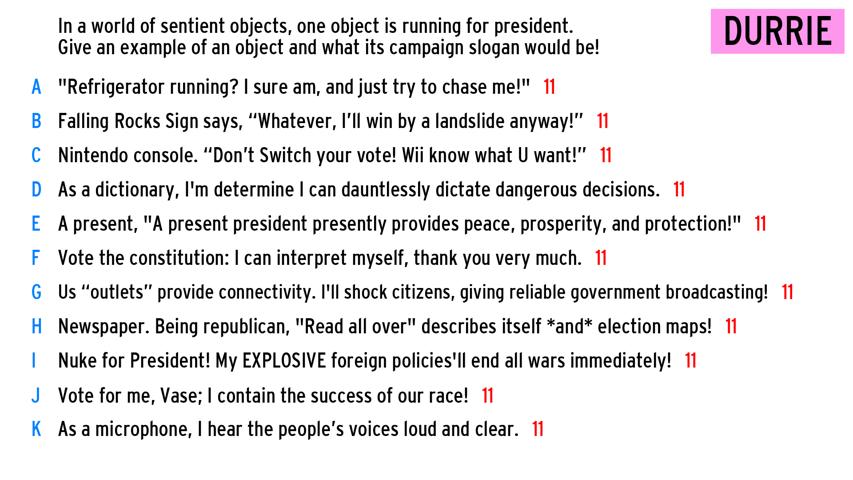 In a world of sentient objects, one object is running for president.
Give an example of an object and what its campaign slogan would be!
DURRIE
A "Refrigerator running? I sure am, and just try to chase me!" 11
B Falling Rocks Sign says, “Whatever, I’ll win by a landslide anyway!” 11
C Nintendo console. “Don’t Switch your vote! Wii know what U want!” 11
D As a dictionary, I'm determine I can dauntlessly dictate dangerous decisions. 11
E A present, "A present president presently provides peace, prosperity, and protection!" 11
F Vote the constitution: I can interpret myself, thank you very much. 11
G Us “outlets” provide connectivity. I'll shock citizens, giving reliable government broadcasting! 11
H Newspaper. Being republican, "Read all over" describes itself *and* election maps! 11
I Nuke for President! My EXPLOSIVE foreign policies'll end all wars immediately! 11
J Vote for me, Vase; I contain the success of our race! 11
K As a microphone, I hear the people’s voices loud and clear. 11